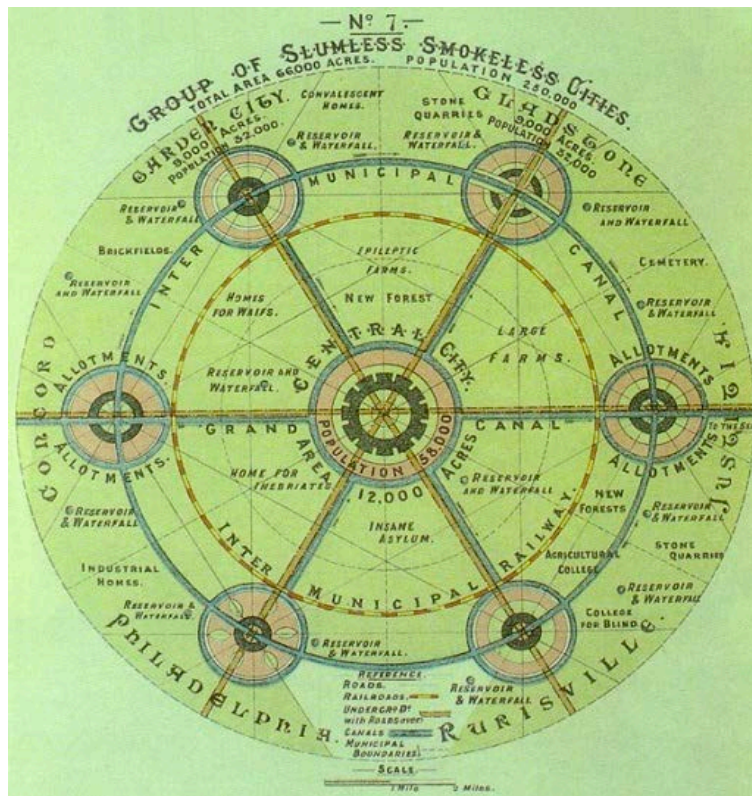 — Nº 7. —
GROUP OF SLUMLESS SMOKELESS CITIES.
TOTAL AREA 66000 ACRES. POPULATION 250.000
GARDEN CITY.
9,000 ACRES.
POPULATION 32.000
CONVALESCENT
HOMES.
STONE
QUARRIES
GLADSTONE
9,000 ACRES.
POPULATION
32,000
RESERVOIR
& WATERFALL
RESERVOIR &
WATERFALL.
INTER MUNICIPAL CANAL
RESERVOIR
& WATERFALL
RESERVOIR
AND WATERFALL
BRICKFIELDS.
EPILEPTIC
FARMS.
CEMETERY.
RESERVOIR
AND WATERFALL
HOMES
FOR WAIFS.
NEW FOREST
RESERVOIR
& WATERFALL
LARGE
FARMS.
CONCORD
ALLOTMENTS.
CENTRAL CITY.
ALLOTMENTS
JUSTITIA
RESERVOIR AND
WATERFALL.
GRAND CANAL
TO THE SEA
POPULATION 58.000
AREA 12,000 ACRES
ALLOTMENTS.
ALLOTMENTS
HOME FOR
INEBRIATES.
RESERVOIR
AND WATERFALL
RESERVOIR
& WATERFALL
INSANE
ASYLUM.
NEW
FORESTS
RESERVOIR
& WATERFALL
INTER MUNICIPAL RAILWAY
INDUSTRIAL
HOMES.
AGRICULTURAL
COLLEGE
STONE
QUARRIES
RESERVOIR &
WATERFALL
RESERVOIR
& WATERFALL
COLLEGE
FOR BLIND.
RESERVOIR
& WATERFALL
PHILADELPHIA
RURISVILLE.
RESERVOIR
& WATERFALL
REFERENCE.
ROADS.
RAILROADS.
UNDERGRD Dº
with ROADS over
CANALS
MUNICIPAL
BOUNDARIES.
— SCALE —
1 Mile 2 Miles.